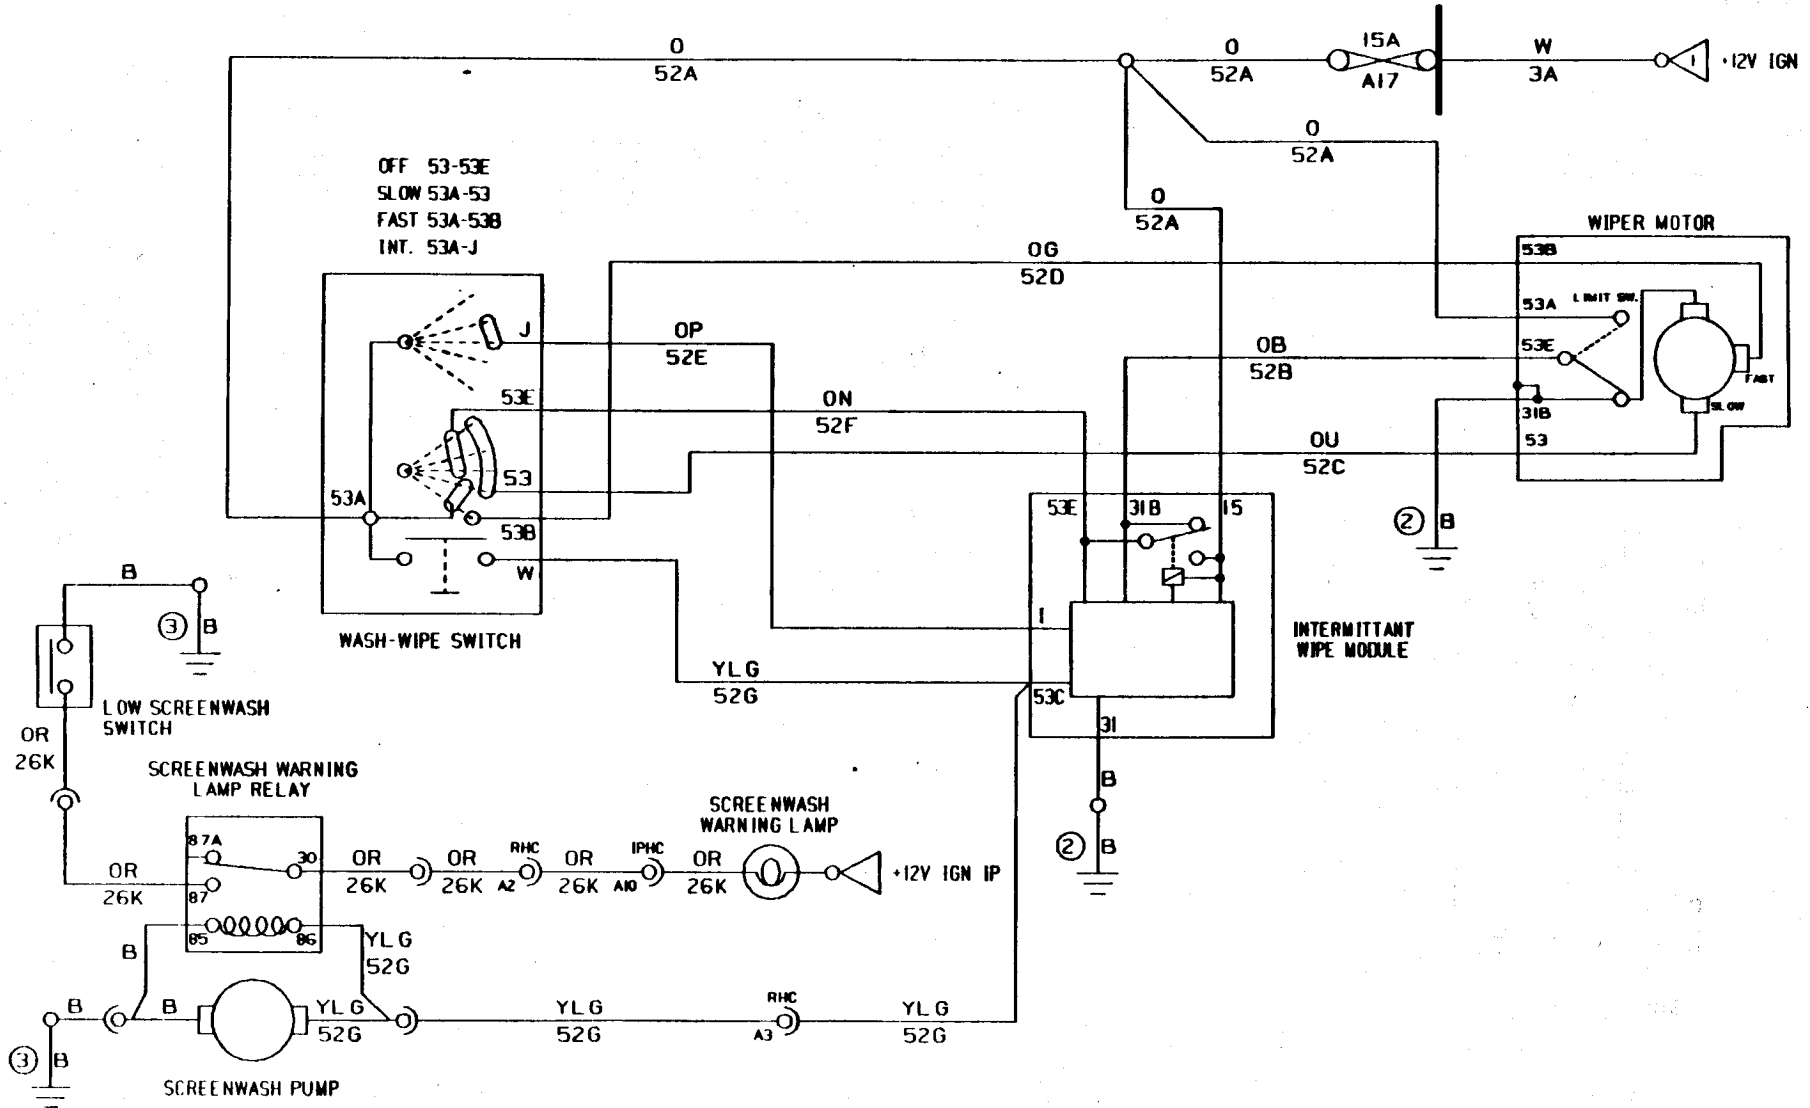 O
52A
O
52A
15A
A17
W
3A
1
+12V IGN
O
52A
O
52A
OFF 53-53E
SLOW 53A-53
FAST 53A-53B
INT. 53A-J
WIPER MOTOR
OG
52D
53B
53A
LIMIT SW.
53E
FAST
SLOW
31B
53
J
OP
52E
OB
52B
53E
ON
52F
OU
52C
53
53A
53B
W
WASH-WIPE SWITCH
53E
31B
15
2
B
B
3
B
1
INTERMITTANT
WIPE MODULE
YLG
52G
53C
31
LOW SCREENWASH
SWITCH
OR
26K
B
2
B
SCREENWASH WARNING
LAMP RELAY
SCREENWASH
WARNING LAMP
87A
30
87
85
86
OR
26K
OR
26K
OR
26K
RHC
A2
OR
26K
IPHC
A10
OR
26K
+12V IGN IP
B
YLG
52G
B
B
YLG
52G
YLG
52G
RHC
A3
YLG
52G
3
B
SCREENWASH PUMP